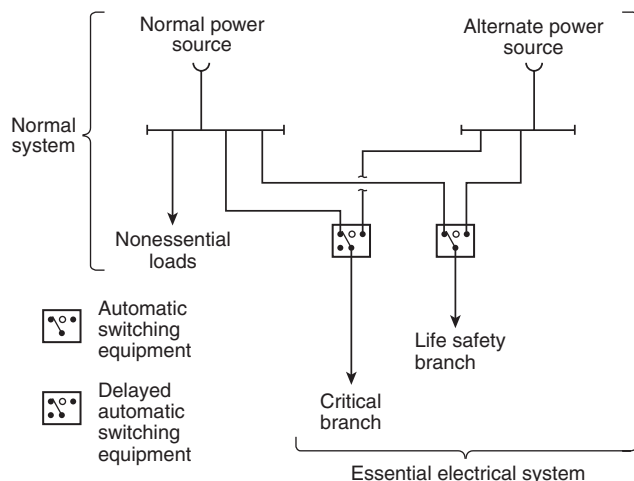 Normal power
source
Alternate power
source
Normal
system
Nonessential
loads
Automatic
switching
equipment
Life safety
branch
Delayed
automatic
switching
equipment
Critical
branch
Essential electrical system